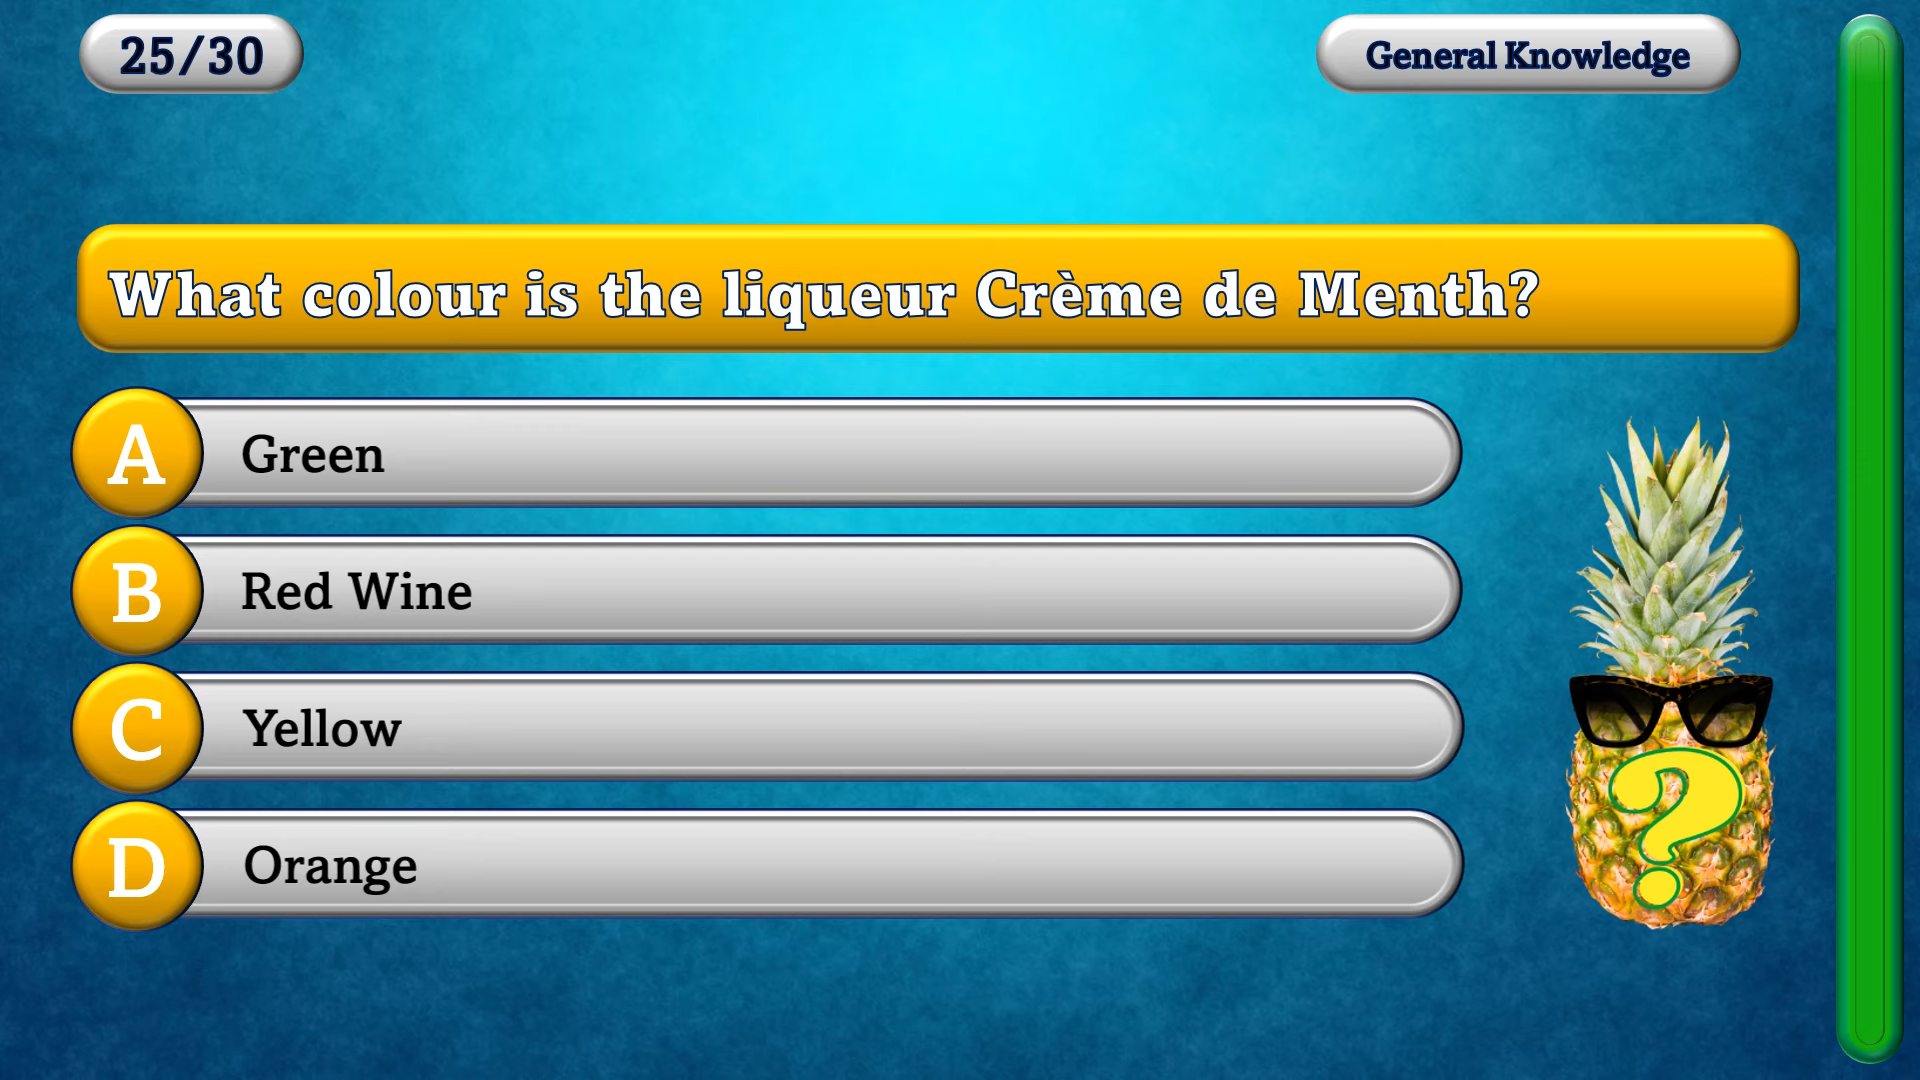 25/30
General Knowledge
What colour is the liqueur Crème de Menth?
A Green
B Red Wine
C Yellow
D Orange
?